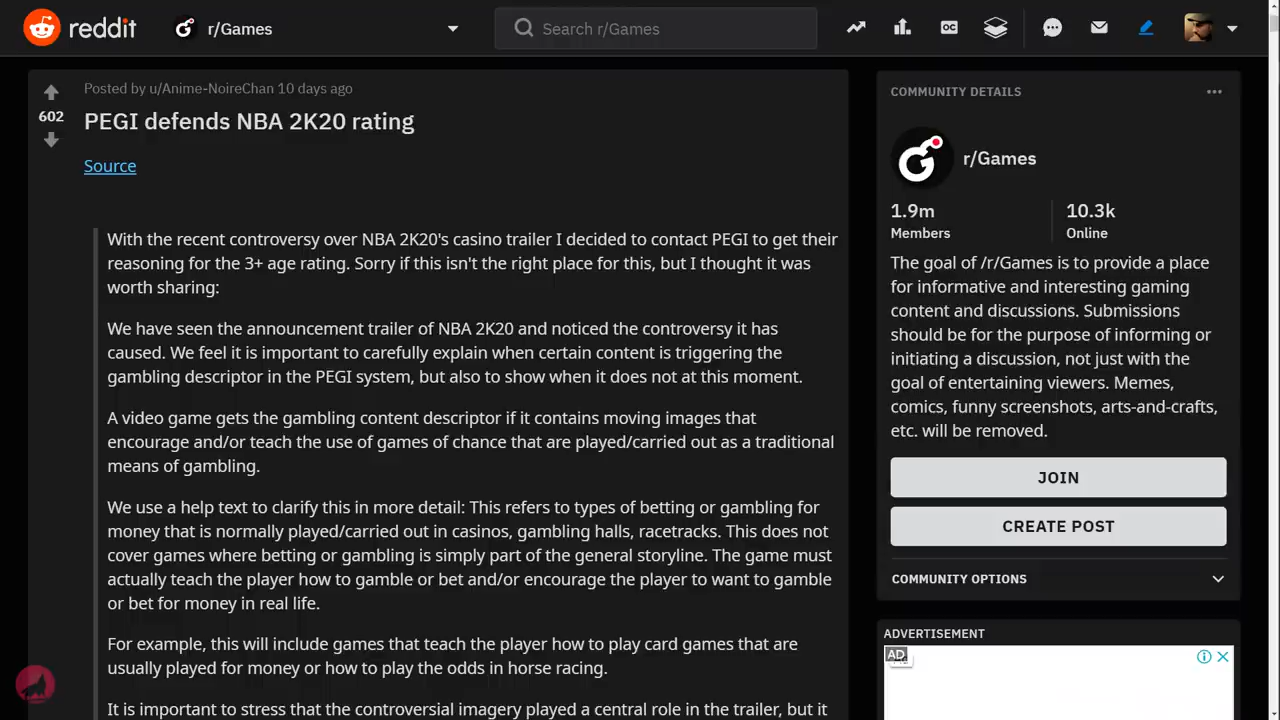 reddit
r/Games
Search r/Games
Posted by u/Anime-NoireChan 10 days ago
602
PEGI defends NBA 2K20 rating
Source
With the recent controversy over NBA 2K20's casino trailer I decided to contact PEGI to get their
reasoning for the 3+ age rating. Sorry if this isn't the right place for this, but I thought it was
worth sharing:
We have seen the announcement trailer of NBA 2K20 and noticed the controversy it has
caused. We feel it is important to carefully explain when certain content is triggering the
gambling descriptor in the PEGI system, but also to show when it does not at this moment.
A video game gets the gambling content descriptor if it contains moving images that
encourage and/or teach the use of games of chance that are played/carried out as a traditional
means of gambling.
We use a help text to clarify this in more detail: This refers to types of betting or gambling for
money that is normally played/carried out in casinos, gambling halls, racetracks. This does not
cover games where betting or gambling is simply part of the general storyline. The game must
actually teach the player how to gamble or bet and/or encourage the player to want to gamble
or bet for money in real life.
For example, this will include games that teach the player how to play card games that are
usually played for money or how to play the odds in horse racing.
It is important to stress that the controversial imagery played a central role in the trailer, but it
COMMUNITY DETAILS
r/Games
1.9m
Members
10.3k
Online
The goal of /r/Games is to provide a place
for informative and interesting gaming
content and discussions. Submissions
should be for the purpose of informing or
initiating a discussion, not just with the
goal of entertaining viewers. Memes,
comics, funny screenshots, arts-and-crafts,
etc. will be removed.
JOIN
CREATE POST
COMMUNITY OPTIONS
ADVERTISEMENT
AD